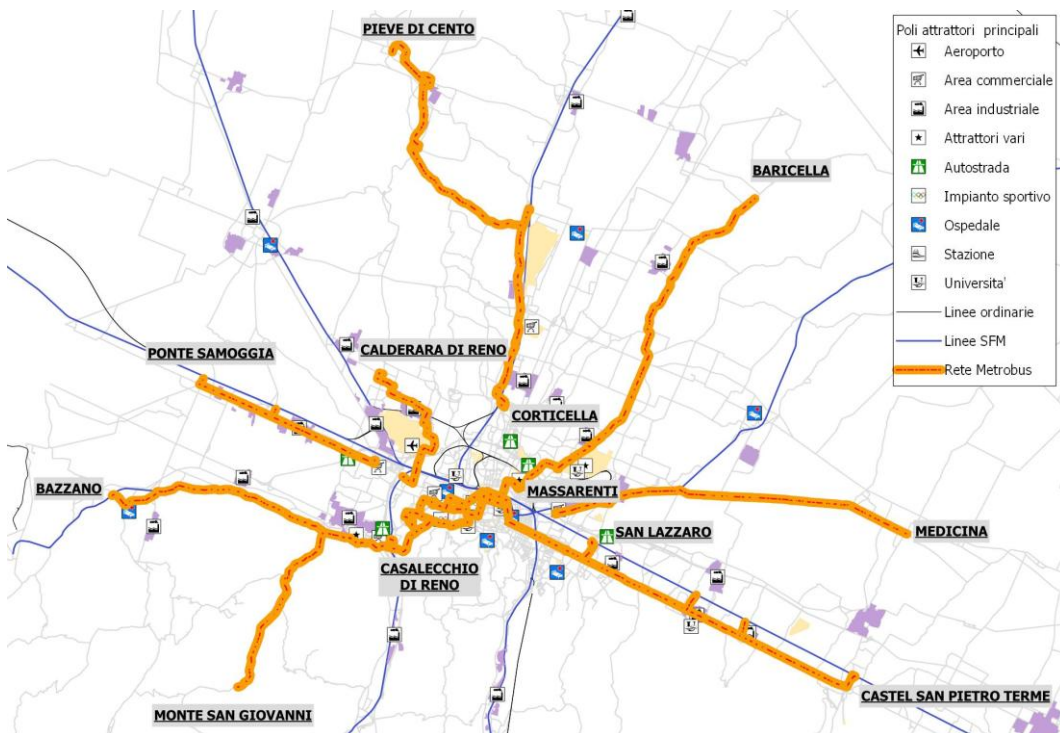 PIEVE DI CENTO
Poli attrattori principali
Aeroporto
Area commerciale
Area industriale
Attrattori vari
Autostrada
Impianto sportivo
Ospedale
Stazione
Universita'
Linee ordinarie
Linee SFM
Rete Metrobus
BARICELLA
PONTE SAMOGGIA
CALDERARA DI RENO
CORTICELLA
BAZZANO
MASSARENTI
SAN LAZZARO
MEDICINA
CASALECCHIO
DI RENO
CASTEL SAN PIETRO TERME
MONTE SAN GIOVANNI